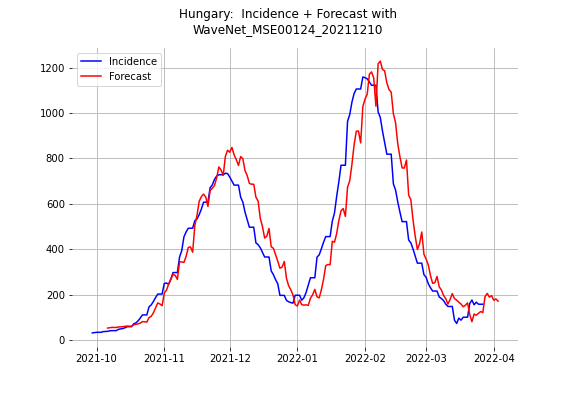 Hungary:  Incidence + Forecast with
WaveNet_MSE00124_20211210
Incidence
Forecast
1200
1000
800
600
400
200
0
2021-10 2021-11 2021-12 2022-01 2022-02 2022-03 2022-04